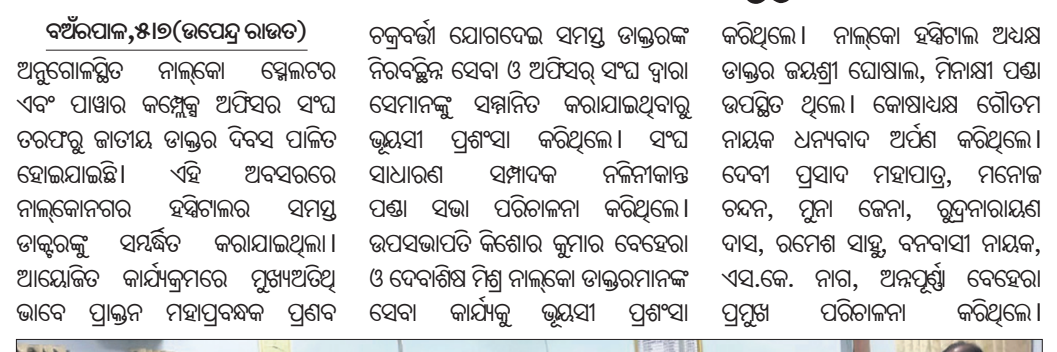 ବଅଁରପାଳ,୫।୭(ଉପେନ୍ଦ୍ର ରାଉତ)
ଅନୁଗୋଳସ୍ଥିତ ନାଲ୍‌କୋ ସ୍ମେଲଟର
ଏବଂ ପାୱାର କମ୍ପ୍ଲେକ୍ସ ଅଫିସର ସଂଘ
ତରଫରୁ ଜାତୀୟ ଡାକ୍ତର ଦିବସ ପାଳିତ
ହୋଇଯାଇଛି। ଏହି ଅବସରରେ
ନାଲ୍‌କୋନଗର ହସ୍ପିଟାଲର ସମସ୍ତ
ଡାକ୍ଟରଙ୍କୁ ସମ୍ବର୍ଦ୍ଧିତ କରାଯାଇଥିଲା।
ଆୟୋଜିତ କାର୍ଯ୍ୟକ୍ରମରେ ମୁଖ୍ୟଅତିଥି
ଭାବେ ପ୍ରାକ୍ତନ ମହାପ୍ରବନ୍ଧକ ପ୍ରଣବ
ଚକ୍ରବର୍ତ୍ତୀ ଯୋଗଦେଇ ସମସ୍ତ ଡାକ୍ତରଙ୍କ
ନିରବଚ୍ଛିନ୍ନ ସେବା ଓ ଅଫିସର୍ ସଂଘ ଦ୍ୱାରା
ସେମାନଙ୍କୁ ସମ୍ମାନିତ କରାଯାଇଥିବାରୁ
ଭୂୟସୀ ପ୍ରଶଂସା କରିଥିଲେ। ସଂଘ
ସାଧାରଣ ସମ୍ପାଦକ ନଳିନୀକାନ୍ତ
ପଣ୍ଡା ସଭା ପରିଚାଳନା କରିଥିଲେ।
ଉପସଭାପତି କିଶୋର କୁମାର ବେହେରା
ଓ ଦେବାଶିଷ ମିଶ୍ର ନାଲ୍‌କୋ ଡାକ୍ତରମାନଙ୍କ
ସେବା କାର୍ଯ୍ୟକୁ ଭୂୟସୀ ପ୍ରଶଂସା
କରିଥିଲେ। ନାଲ୍‌କୋ ହସ୍ପିଟାଲ ଅଧ୍ୟକ୍ଷ
ଡାକ୍ତର ଜୟଶ୍ରୀ ଘୋଷାଲ, ମିନାକ୍ଷୀ ପଣ୍ଡା
ଉପସ୍ଥିତ ଥିଲେ। କୋଷାଧ୍ୟକ୍ଷ ଗୌତମ
ନାୟକ ଧନ୍ୟବାଦ ଅର୍ପଣ କରିଥିଲେ।
ଦେବୀ ପ୍ରସାଦ ମହାପାତ୍ର, ମନୋଜ
ଚନ୍ଦନ, ମୁନା ଜେନା, ରୁଦ୍ରନାରାୟଣ
ଦାସ, ରମେଶ ସାହୁ, ବନବାସୀ ନାୟକ,
ଏସ.କେ. ନାଗ, ଅନ୍ନପୂର୍ଣ୍ଣା ବେହେରା
ପ୍ରମୁଖ ପରିଚାଳନା କରିଥିଲେ।